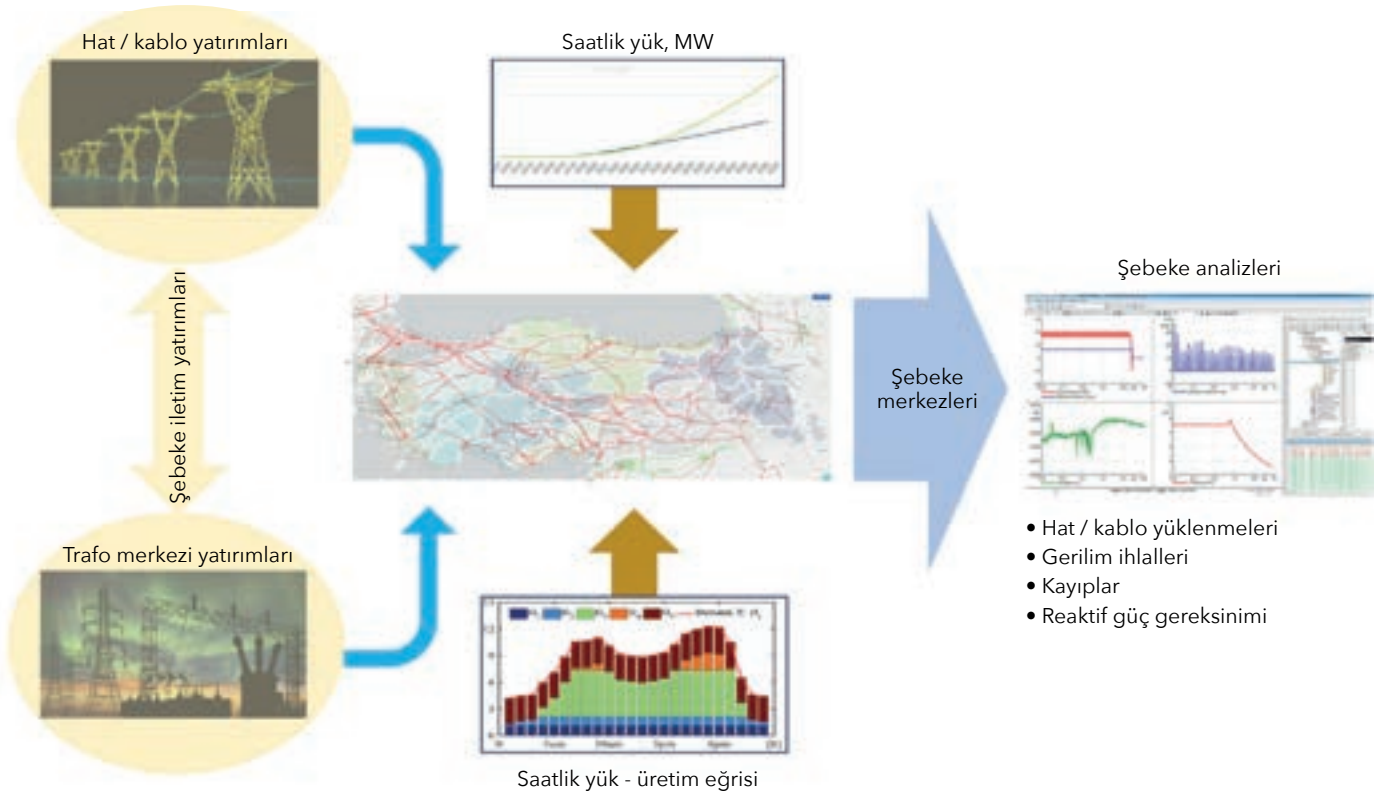 Hat / kablo yatırımları
Saatlik yük, MW
Şebeke iletim yatırımları
Şebeke
merkezleri
Şebeke analizleri
Trafo merkezi yatırımları
• Hat / kablo yüklenmeleri
• Gerilim ihlalleri
• Kayıplar
• Reaktif güç gereksinimi
Saatlik yük - üretim eğrisi